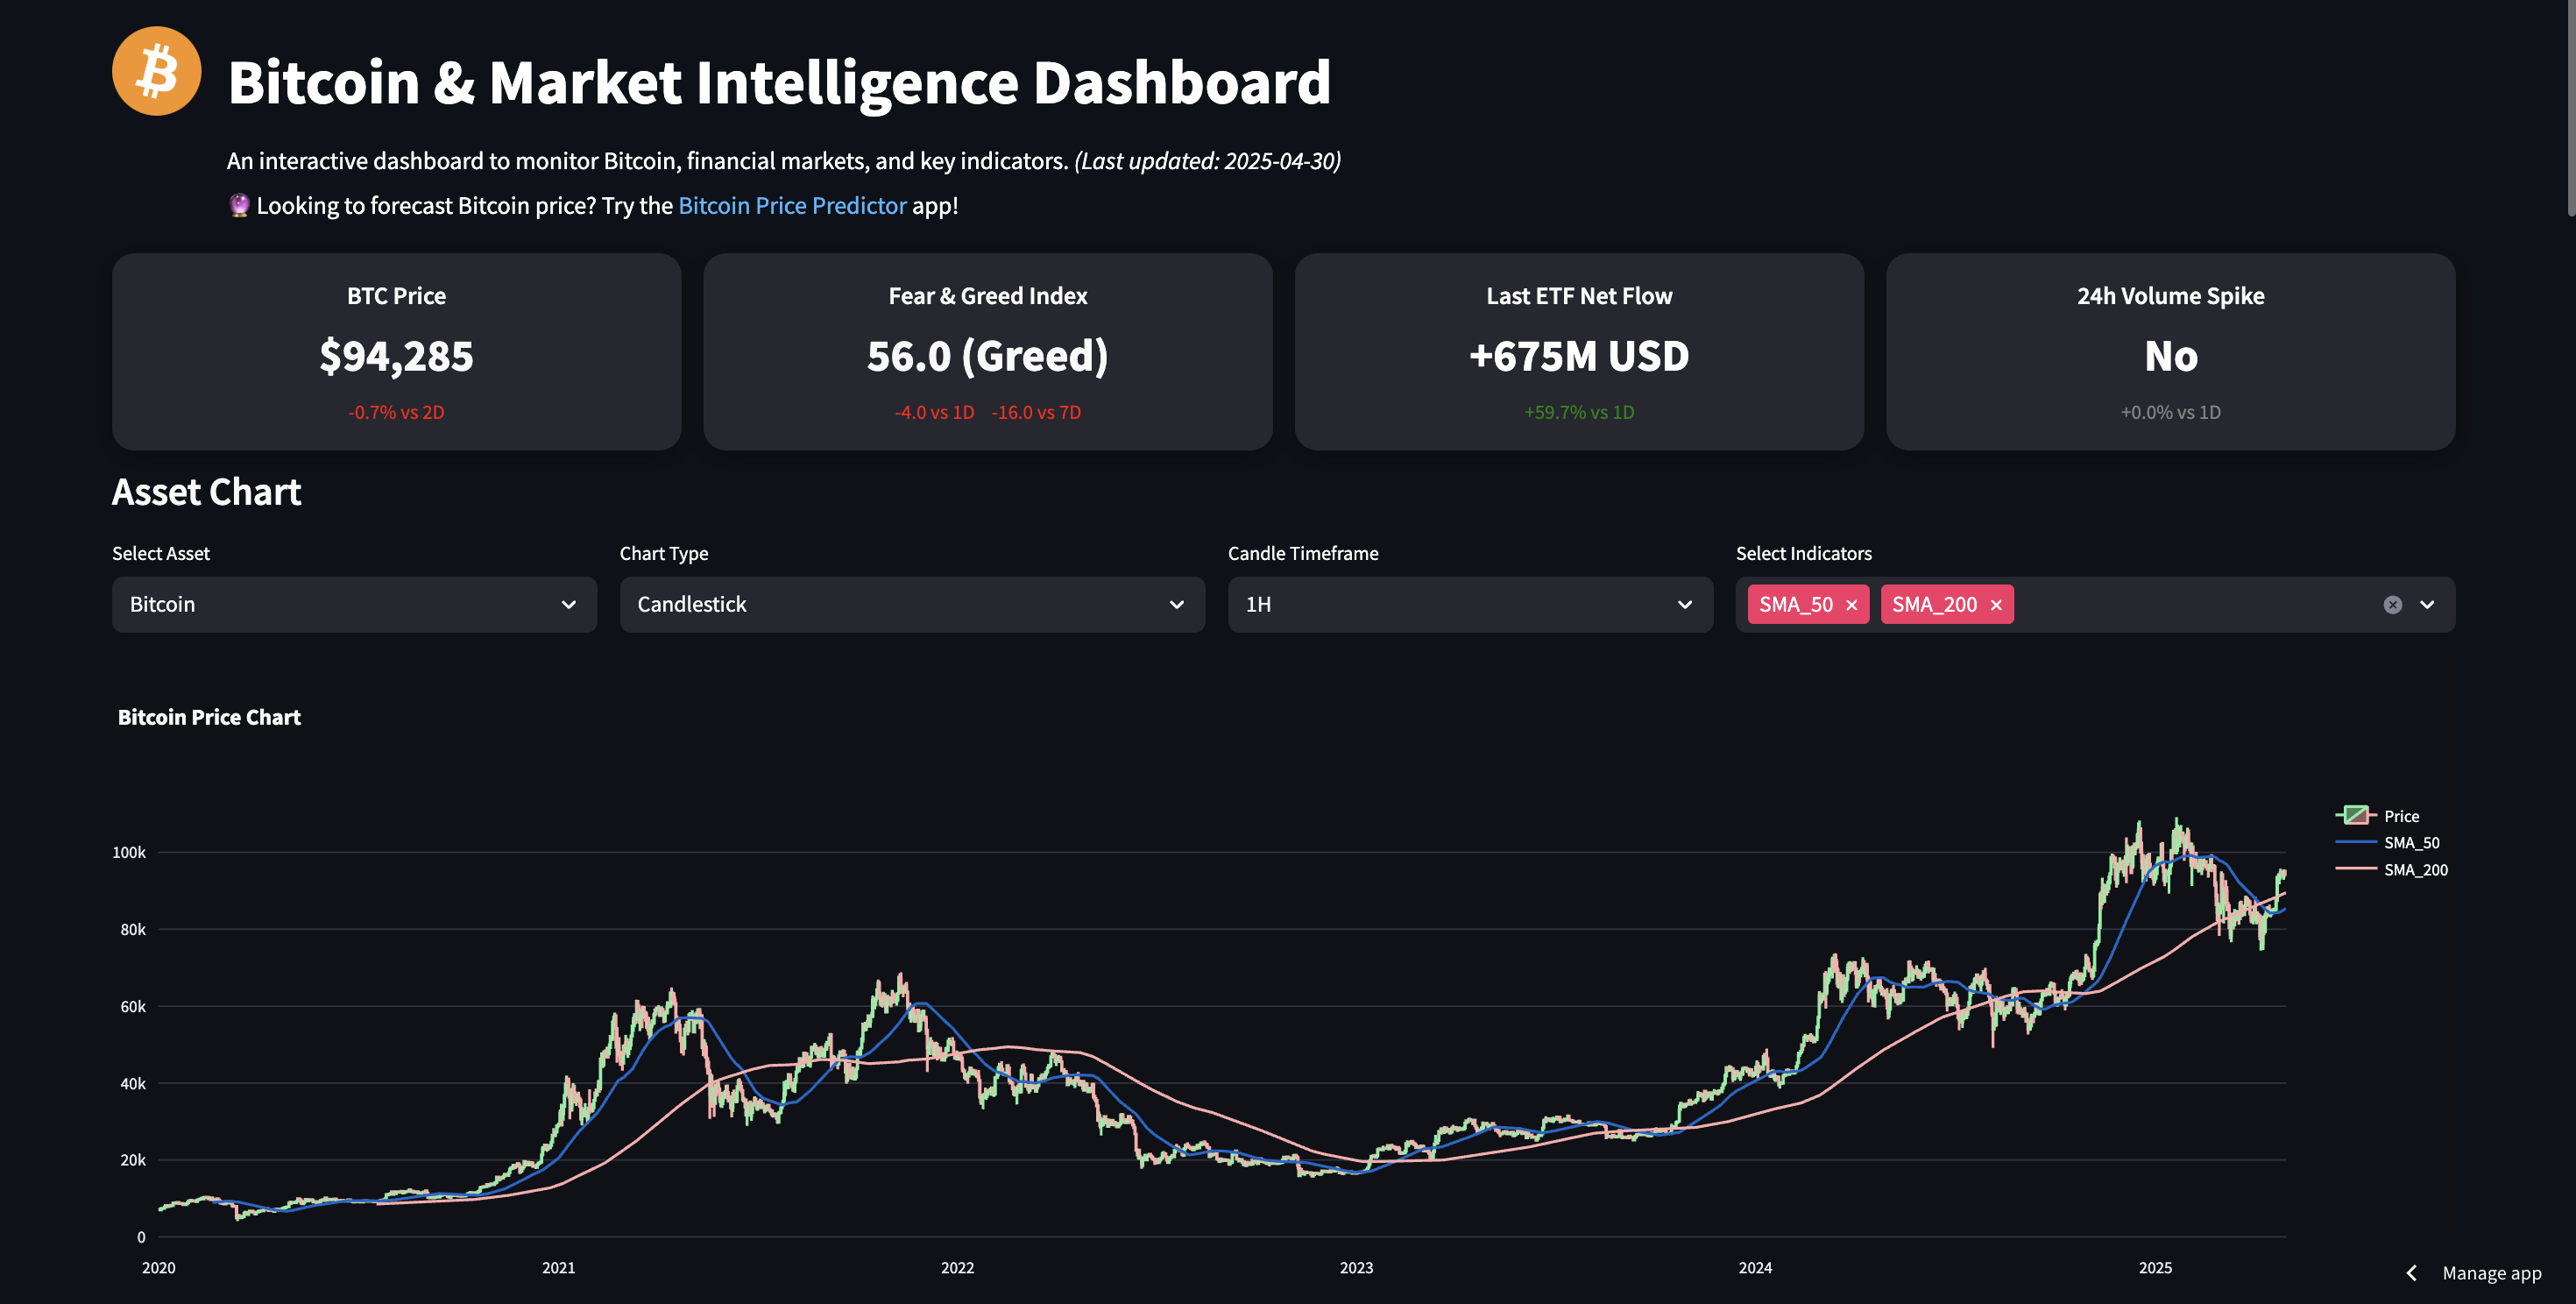 Bitcoin & Market Intelligence Dashboard
An interactive dashboard to monitor Bitcoin, financial markets, and key indicators. (Last updated: 2025-04-30)
🔮 Looking to forecast Bitcoin price? Try the Bitcoin Price Predictor app!
BTC Price
$94,285
-0.7% vs 2D
Fear & Greed Index
56.0 (Greed)
-4.0 vs 1D -16.0 vs 7D
Last ETF Net Flow
+675M USD
+59.7% vs 1D
24h Volume Spike
No
+0.0% vs 1D
Asset Chart
Select Asset
Bitcoin
Chart Type
Candlestick
Candle Timeframe
1H
Select Indicators
SMA_50 × SMA_200 ×
Bitcoin Price Chart
Price
SMA_50
SMA_200
100k
80k
60k
40k
20k
0
2020 2021 2022 2023 2024 2025
Manage app